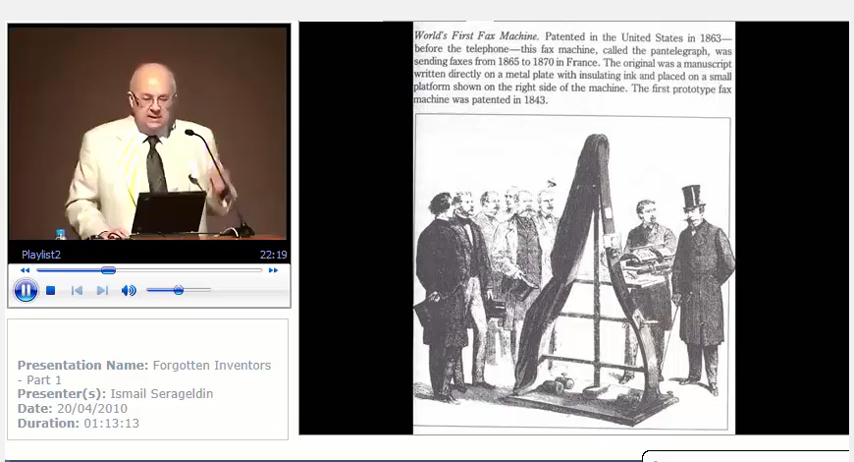 World's First Fax Machine. Patented in the United States in 1863—
before the telephone—this fax machine, called the pantelegraph, was
sending faxes from 1865 to 1870 in France. The original was a manuscript
written directly on a metal plate with insulating ink and placed on a small
platform shown on the right side of the machine. The first prototype fax
machine was patented in 1843.
Playlist2
22:19
Presentation Name: Forgotten Inventors
- Part 1
Presenter(s): Ismail Serageldin
Date: 20/04/2010
Duration: 01:13:13